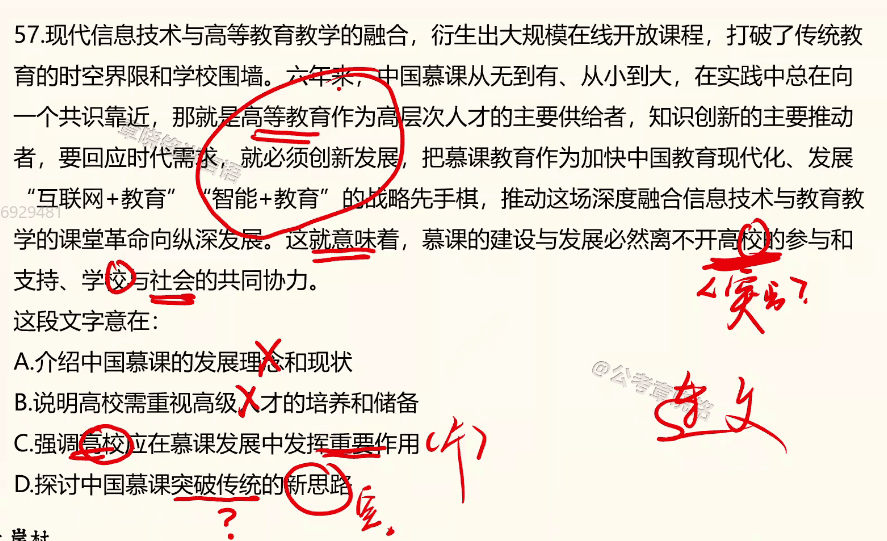 57.现代信息技术与高等教育教学的融合，衍生出大规模在线开放课程，打破了传统教
育的时空界限和学校围墙。六年来，中国慕课从无到有、从小到大，在实践中总在向
一个共识靠近，那就是高等教育作为高层次人才的主要供给者，知识创新的主要推动
者，要回应时代需求，就必须创新发展，把慕课教育作为加快中国教育现代化、发展
“互联网+教育”“智能+教育”的战略先手棋，推动这场深度融合信息技术与教育教
学的课堂革命向纵深发展。这就意味着，慕课的建设与发展必然离不开高校的参与和
支持、学校与社会的共同协力。
6929481
这段文字意在：
A.介绍中国慕课的发展理念和现状
B.说明高校需重视高级人才的培养和储备
C.强调高校应在慕课发展中发挥重要作用
D.探讨中国慕课突破传统的新思路
？
@公考章晓铭